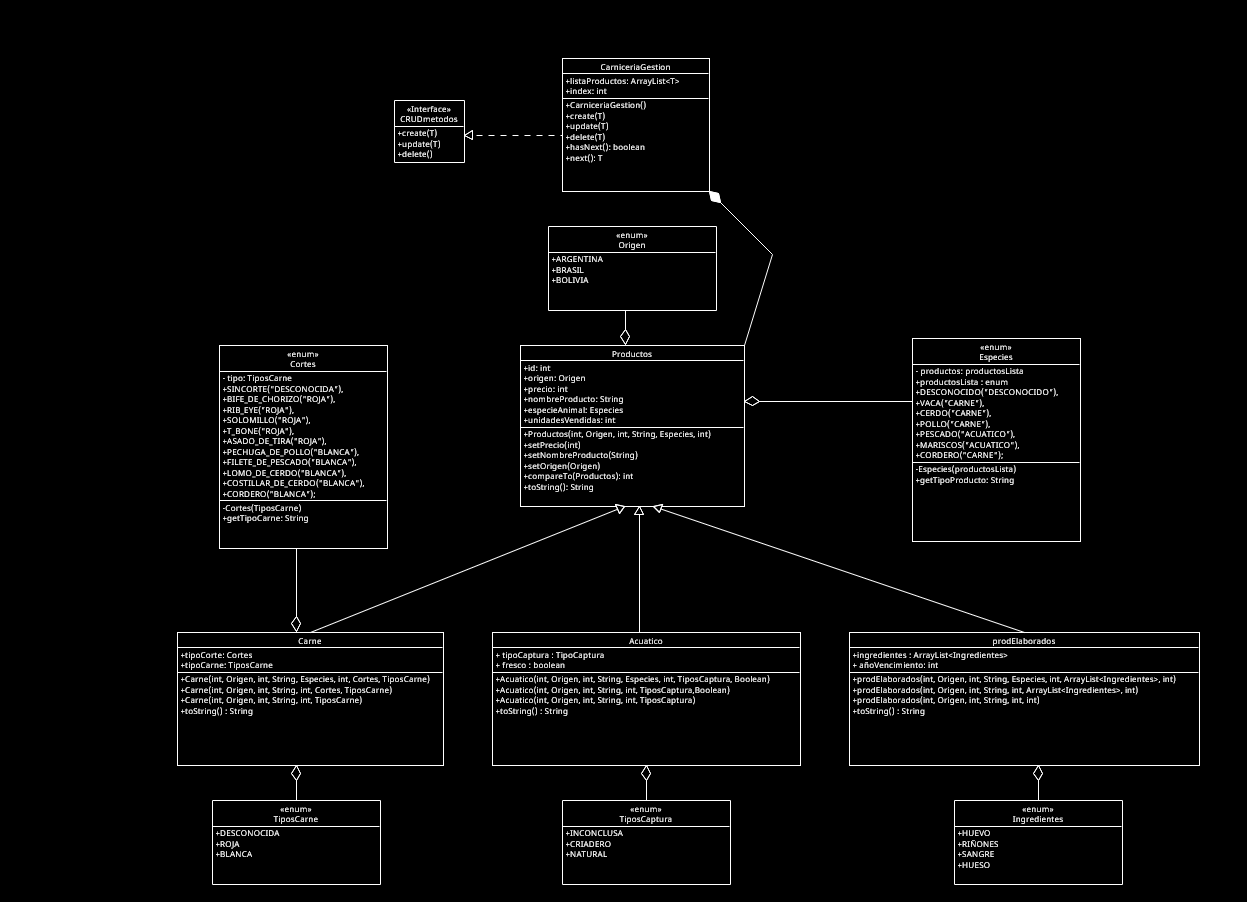 CarniceriaGestion
+listaProductos: ArrayList<T>
+index: int
+CarniceriaGestion()
+create(T)
+update(T)
+delete(T)
+hasNext(): boolean
+next(): T
«Interface»
CRUDmetodos
+create(T)
+update(T)
+delete()
«enum»
Origen
+ARGENTINA
+BRASIL
+BOLIVIA
«enum»
Cortes
- tipo: TiposCarne
+SINCORTE("DESCONOCIDA"),
+BIFE_DE_CHORIZO("ROJA"),
+RIB_EYE("ROJA"),
+SOLOMILLO("ROJA"),
+T_BONE("ROJA"),
+ASADO_DE_TIRA("ROJA"),
+PECHUGA_DE_POLLO("BLANCA"),
+FILETE_DE_PESCADO("BLANCA"),
+LOMO_DE_CERDO("BLANCA"),
+COSTILLAR_DE_CERDO("BLANCA"),
+CORDERO("BLANCA");
-Cortes(TiposCarne)
+getTipoCarne: String
Productos
+id: int
+origen: Origen
+precio: int
+nombreProducto: String
+especieAnimal: Especies
+unidadesVendidas: int
+Productos(int, Origen, int, String, Especies, int)
+setPrecio(int)
+setNombreProducto(String)
+setOrigen(Origen)
+compareTo(Productos): int
+toString(): String
«enum»
Especies
- productos: productosLista
+productosLista : enum
+DESCONOCIDO("DESCONOCIDO"),
+VACA("CARNE"),
+CERDO("CARNE"),
+POLLO("CARNE"),
+PESCADO("ACUATICO"),
+MARISCOS("ACUATICO"),
+CORDERO("CARNE");
-Especies(productosLista)
+getTipoProducto: String
Carne
+tipoCorte: Cortes
+tipoCarne: TiposCarne
+Carne(int, Origen, int, String, Especies, int, Cortes, TiposCarne)
+Carne(int, Origen, int, String, int, Cortes, TiposCarne)
+Carne(int, Origen, int, String, int, TiposCarne)
+toString() : String
Acuatico
+ tipoCaptura : TipoCaptura
+ fresco : boolean
+Acuatico(int, Origen, int, String, Especies, int, TiposCaptura, Boolean)
+Acuatico(int, Origen, int, String, int, TiposCaptura,Boolean)
+Acuatico(int, Origen, int, String, int, TiposCaptura)
+toString() : String
prodElaborados
+ingredientes : ArrayList<Ingredientes>
+ añoVencimiento: int
+prodElaborados(int, Origen, int, String, Especies, int, ArrayList<Ingredientes>, int)
+prodElaborados(int, Origen, int, String, int, ArrayList<Ingredientes>, int)
+prodElaborados(int, Origen, int, String, int, int)
+toString() : String
«enum»
TiposCarne
+DESCONOCIDA
+ROJA
+BLANCA
«enum»
TiposCaptura
+INCONCLUSA
+CRIADERO
+NATURAL
«enum»
Ingredientes
+HUEVO
+RIÑONES
+SANGRE
+HUESO